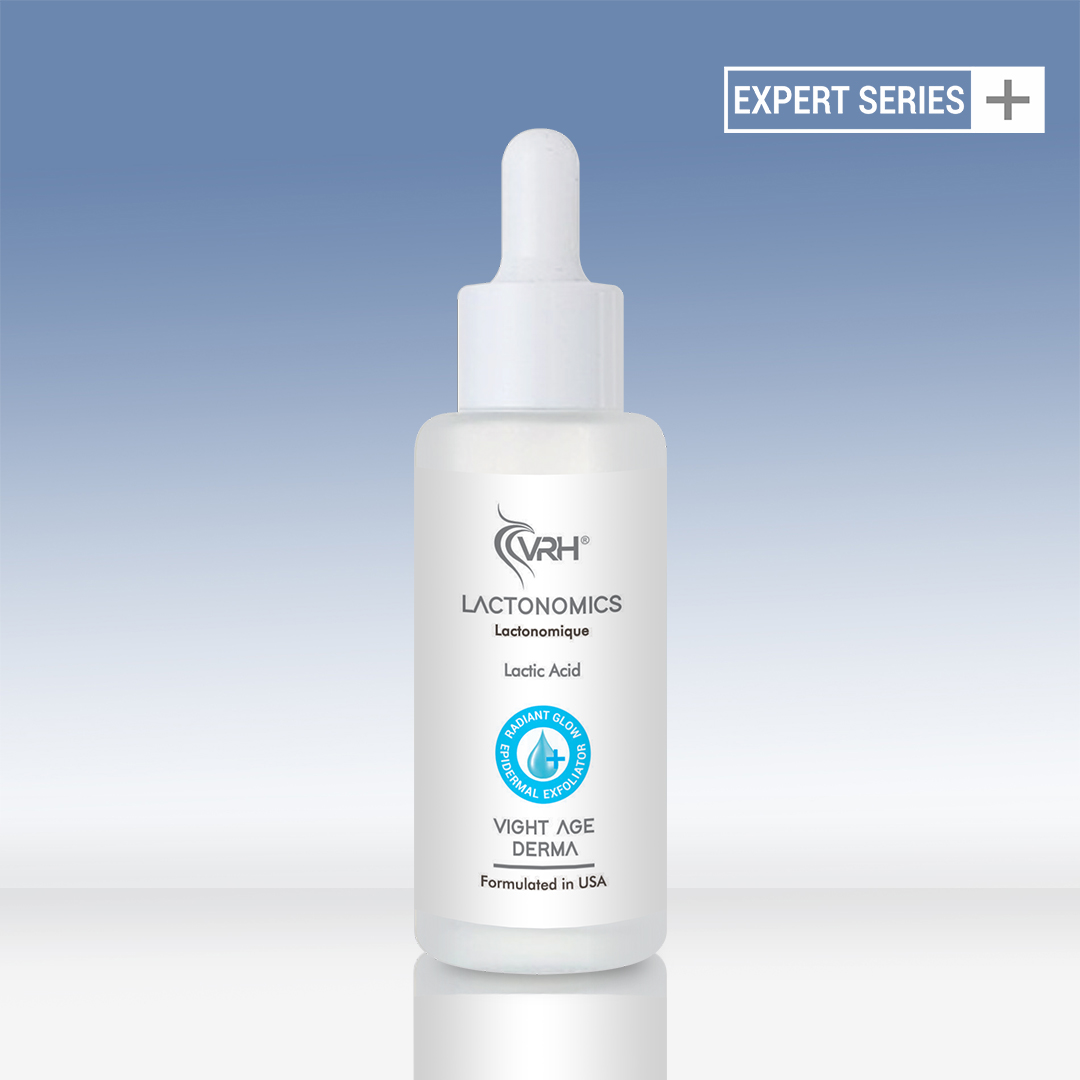 EXPERT SERIES +
VRH®
LACTONOMICS
Lactonomique
Lactic Acid
RADIANT GLOW
EPIDERMAL EXFOLIATOR
VIGHT AGE
DERMA
Formulated in USA